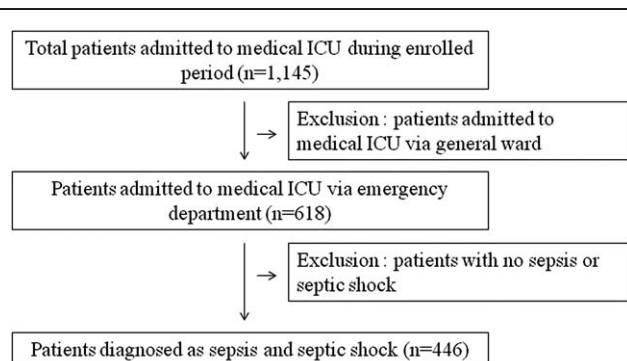 Total patients admitted to medical ICU during enrolled
period (n=1,145)
Exclusion : patients admitted to
medical ICU via general ward
Patients admitted to medical ICU via emergency
department (n=618)
Exclusion : patients with no sepsis or
septic shock
Patients diagnosed as sepsis and septic shock (n=446)